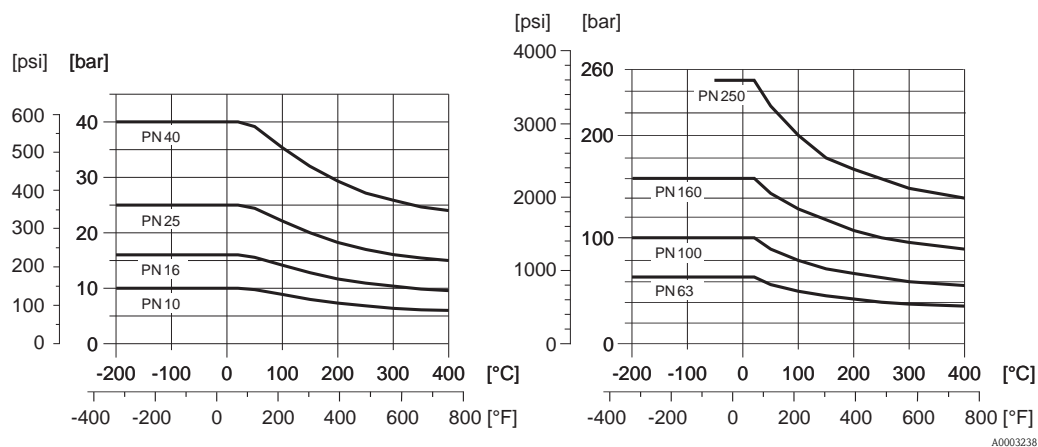 [psi] [bar]
600
500
400
300
200
100
0
40
30
20
10
0
PN 40
PN 25
PN 16
PN 10
-200 -100 0 100 200 300 400 [°C]
-400 -200 0 200 400 600 800 [°F]
[psi] [bar]
4000
3000
2000
1000
0
260
200
100
0
PN 250
PN 160
PN 100
PN 63
-200 -100 0 100 200 300 400 [°C]
-400 -200 0 200 400 600 800 [°F]
A0003238